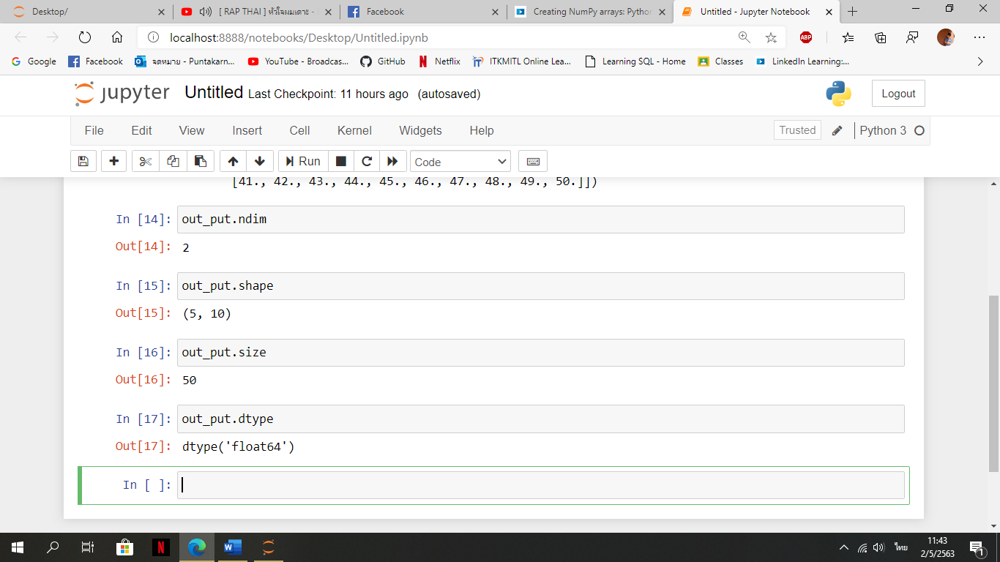 Desktop/
[ RAP THAI ] หัวใจผมเดาะ -
Facebook
Creating NumPy arrays: Python
Untitled - Jupyter Notebook
localhost:8888/notebooks/Desktop/Untitled.ipynb
ABP
Google
Facebook
จดหมาย - Puntakarn...
YouTube - Broadcas...
GitHub
Netflix
ITKMITL Online Lea...
Learning SQL - Home
Classes
LinkedIn Learning:...
jupyter Untitled Last Checkpoint: 11 hours ago (autosaved)
Logout
File Edit View Insert Cell Kernel Widgets Help
Trusted
Python 3
Run
Code
[41., 42., 43., 44., 45., 46., 47., 48., 49., 50.]])
In [14]: out_put.ndim
Out[14]: 2
In [15]: out_put.shape
Out[15]: (5, 10)
In [16]: out_put.size
Out[16]: 50
In [17]: out_put.dtype
Out[17]: dtype('float64')
In [ ]:
ไทย
11:43
2/5/2563
1